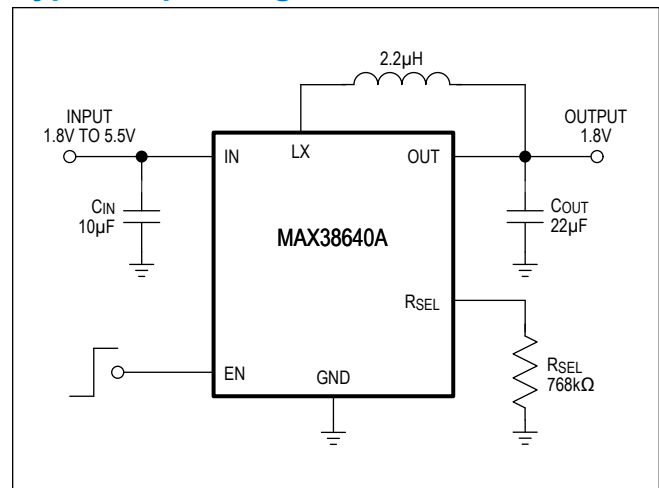 2.2µH
INPUT
1.8V TO 5.5V
OUTPUT
1.8V
IN
LX
OUT
CIN
10µF
COUT
22µF
MAX38640A
RSEL
RSEL
768kΩ
EN
GND